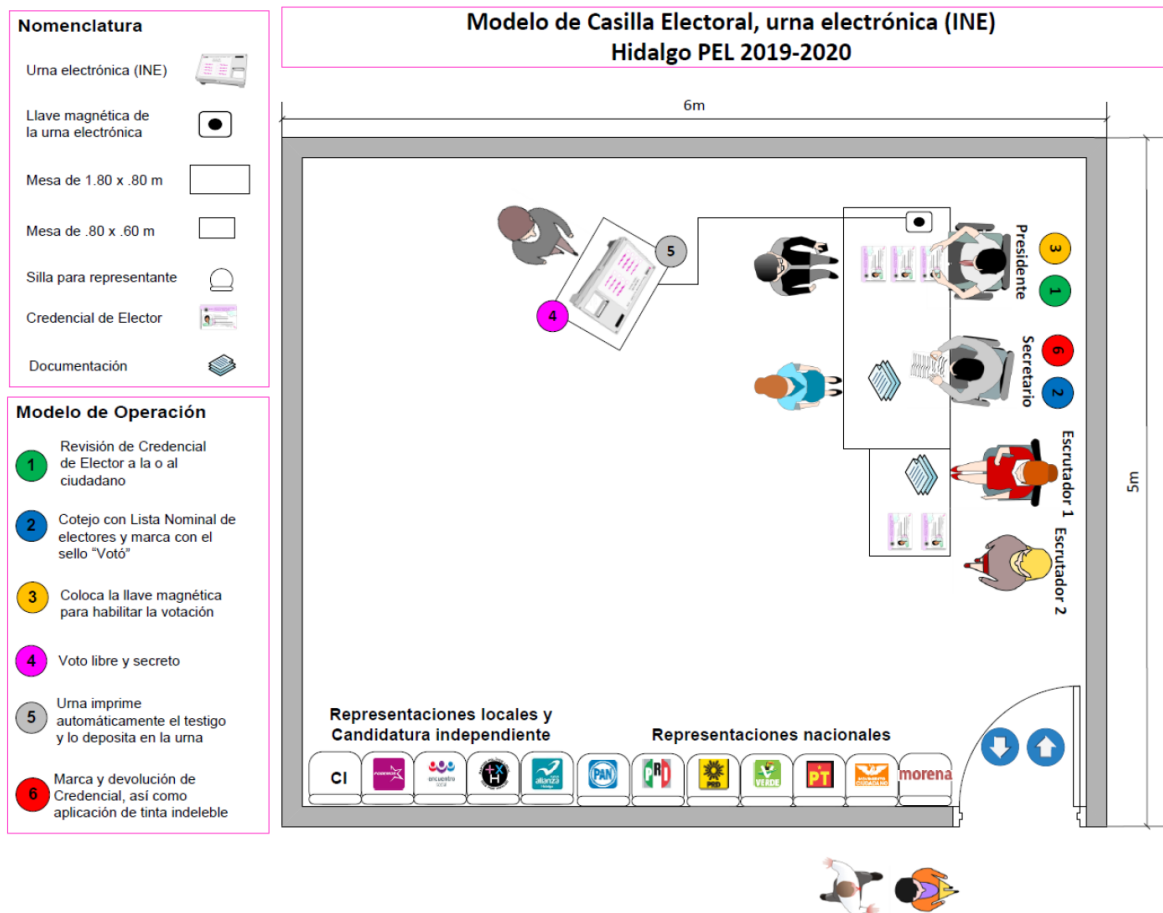 Modelo de Casilla Electoral, urna electrónica (INE)
Hidalgo PEL 2019-2020
Nomenclatura
Urna electrónica (INE)
Llave magnética de
la urna electrónica
Mesa de 1.80 x .80 m
Mesa de .80 x .60 m
Silla para representante
Credencial de Elector
Documentación
Modelo de Operación
1
Revisión de Credencial
de Elector a la o al
ciudadano
2
Cotejo con Lista Nominal de
electores y marca con el
sello "Votó"
3
Coloca la llave magnética
para habilitar la votación
4
Voto libre y secreto
5
Urna imprime
automáticamente el testigo
y lo deposita en la urna
6
Marca y devolución de
Credencial, así como
aplicación de tinta indeleble
6m
5m
5
4
Presidente
3
1
Secretario
6
2
Escrutador 1
Escrutador 2
Representaciones locales y
Candidatura independiente
Representaciones nacionales
CI
encuentro
H
alianza
PAN
PRD
PRD
VERDE
PT
morena